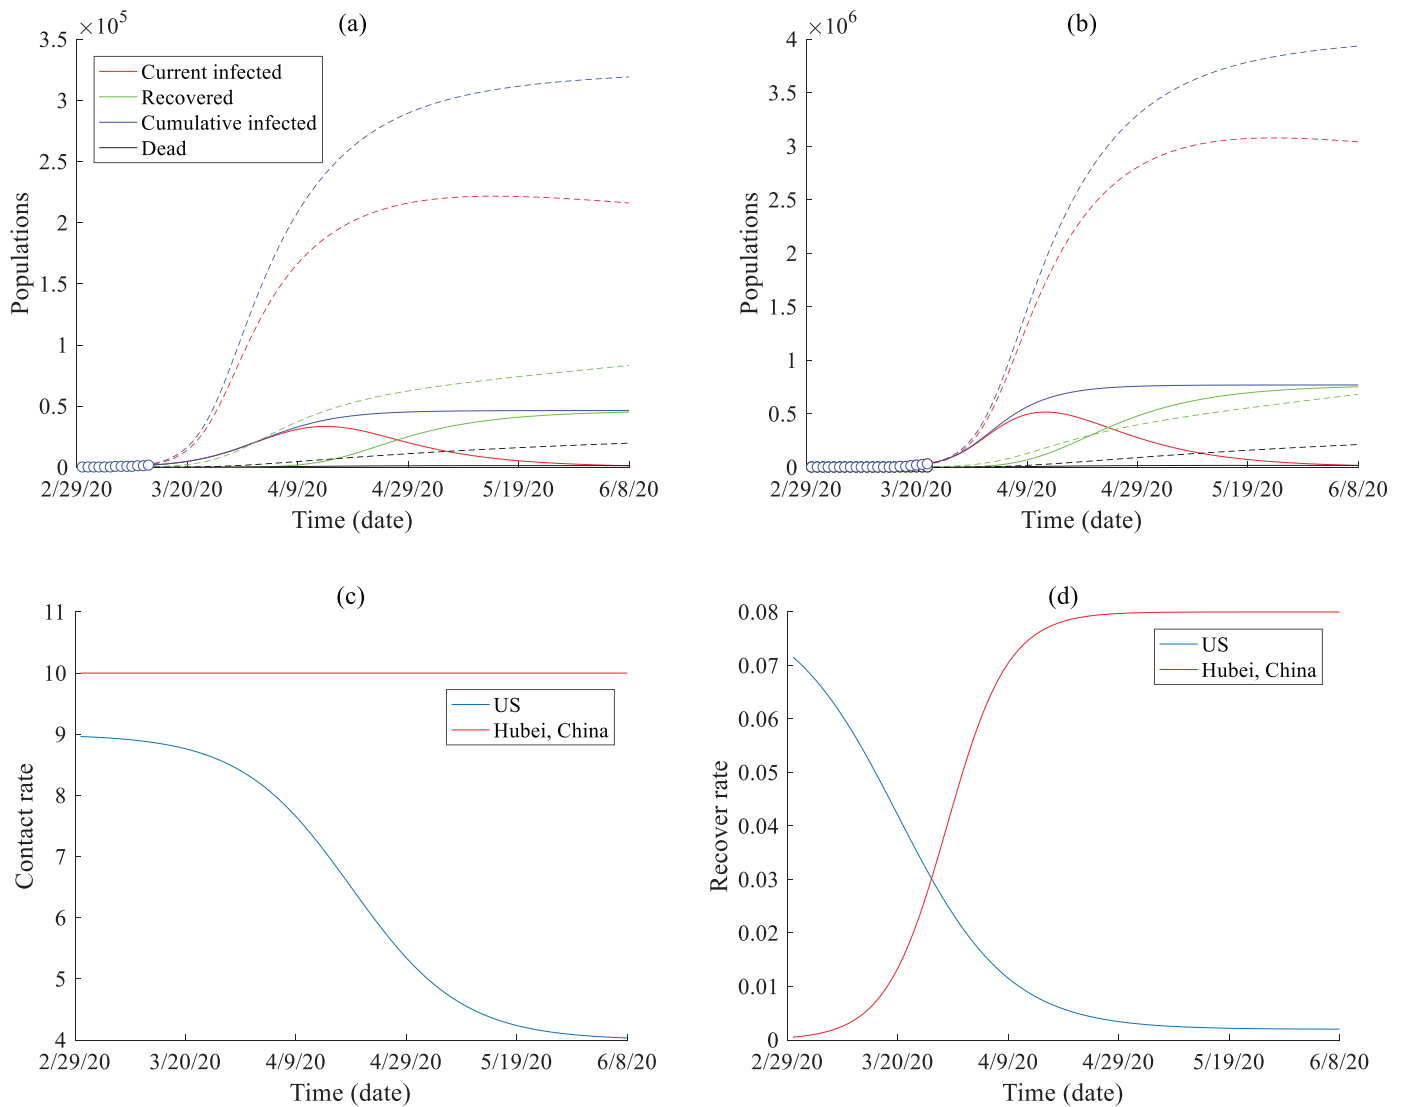 (a)
×10⁵
3.5
3
2.5
2
1.5
1
0.5
0
Populations
Current infected
Recovered
Cumulative infected
Dead
2/29/20 3/20/20 4/9/20 4/29/20 5/19/20 6/8/20
Time (date)
(b)
×10⁶
4
3.5
3
2.5
2
1.5
1
0.5
0
Populations
2/29/20 3/20/20 4/9/20 4/29/20 5/19/20 6/8/20
Time (date)
(c)
11
10
9
8
7
6
5
4
Contact rate
US
Hubei, China
2/29/20 3/20/20 4/9/20 4/29/20 5/19/20 6/8/20
Time (date)
(d)
0.08
0.07
0.06
0.05
0.04
0.03
0.02
0.01
0
Recover rate
US
Hubei, China
2/29/20 3/20/20 4/9/20 4/29/20 5/19/20 6/8/20
Time (date)